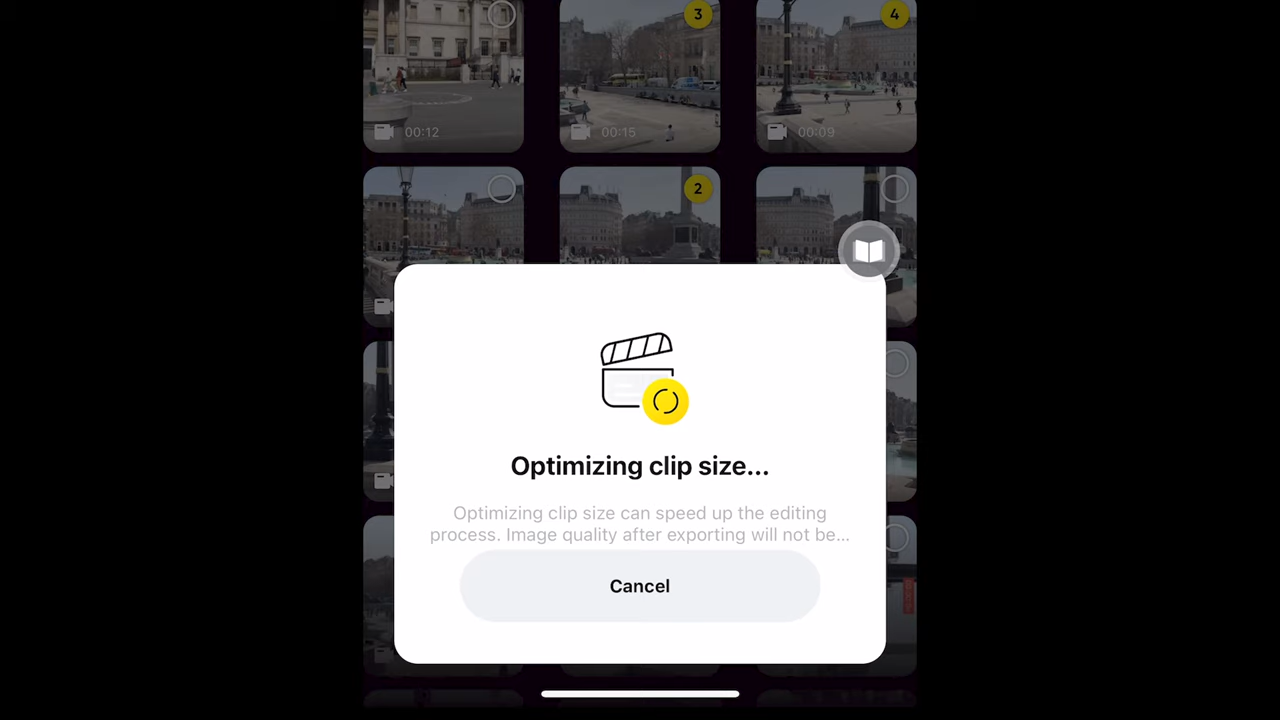 3
4
00:12
00:15
00:09
2
Optimizing clip size...
Optimizing clip size can speed up the editing
process. Image quality after exporting will not be...
Cancel